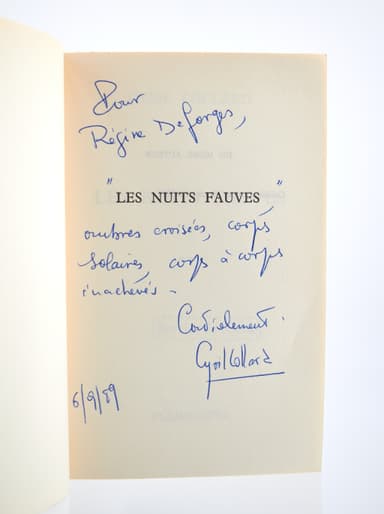 Pour
Régine Deforges,
"LES NUITS FAUVES"
ombres croisées, corps
solaires, corps à corps
inachevés -
Cordialement.
Cyril Collard
6/9/89